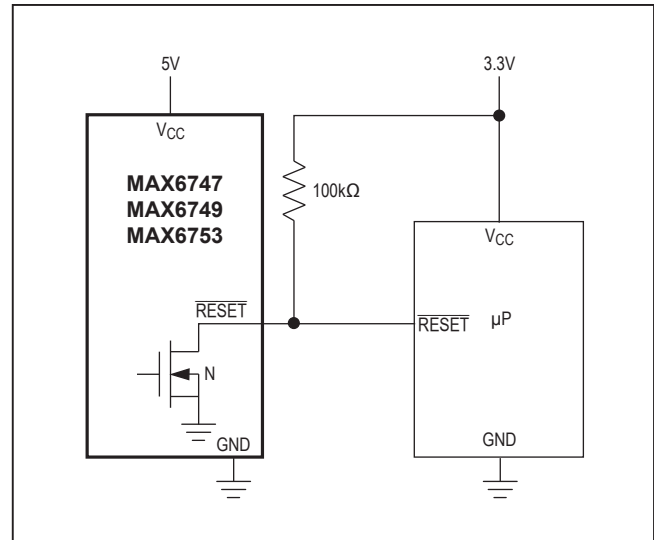 5V
3.3V
VCC
MAX6747
MAX6749
MAX6753
100kΩ
VCC
RESET
RESET
µP
N
GND
GND